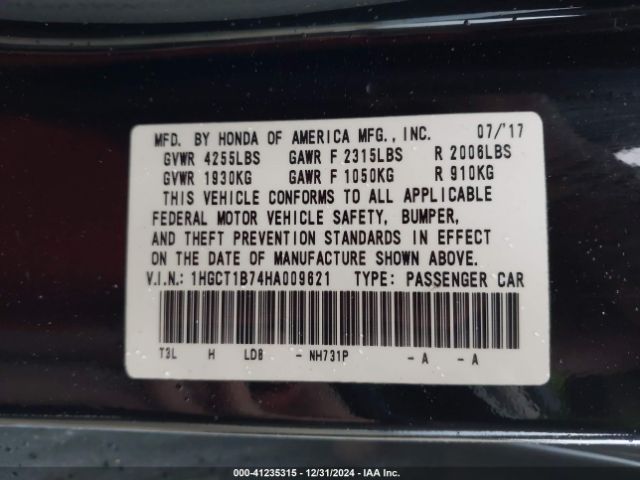 MFD. BY HONDA OF AMERICA MFG., INC. 07/'17
GVWR 4255LBS GAWR F 2315LBS R 2006LBS
GVWR 1930KG GAWR F 1050KG R 910KG
THIS VEHICLE CONFORMS TO ALL APPLICABLE
FEDERAL MOTOR VEHICLE SAFETY, BUMPER,
AND THEFT PREVENTION STANDARDS IN EFFECT
ON THE DATE OF MANUFACTURE SHOWN ABOVE.
V.I.N.: 1HGCT1B74HA009621 TYPE: PASSENGER CAR
T3L H LD8 - NH731P - A - A
000-41235315 - 12/31/2024 - IAA Inc.